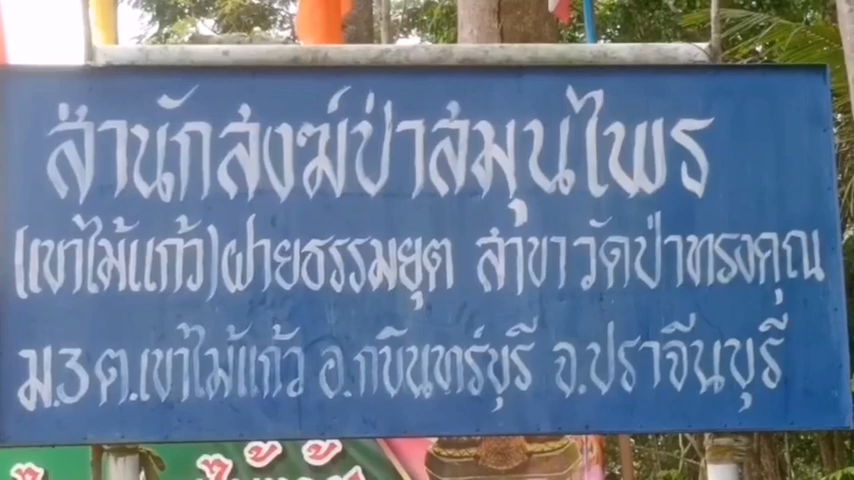 สำนักสงฆ์ป่าสมุนไพร
(เขาไม้แก้ว)ฝ่ายธรรมยุต สาขาวัดป่าทรงคุณ
ม.3 ต.เขาไม้แก้ว อ.กบินทร์บุรี จ.ปราจีนบุรี